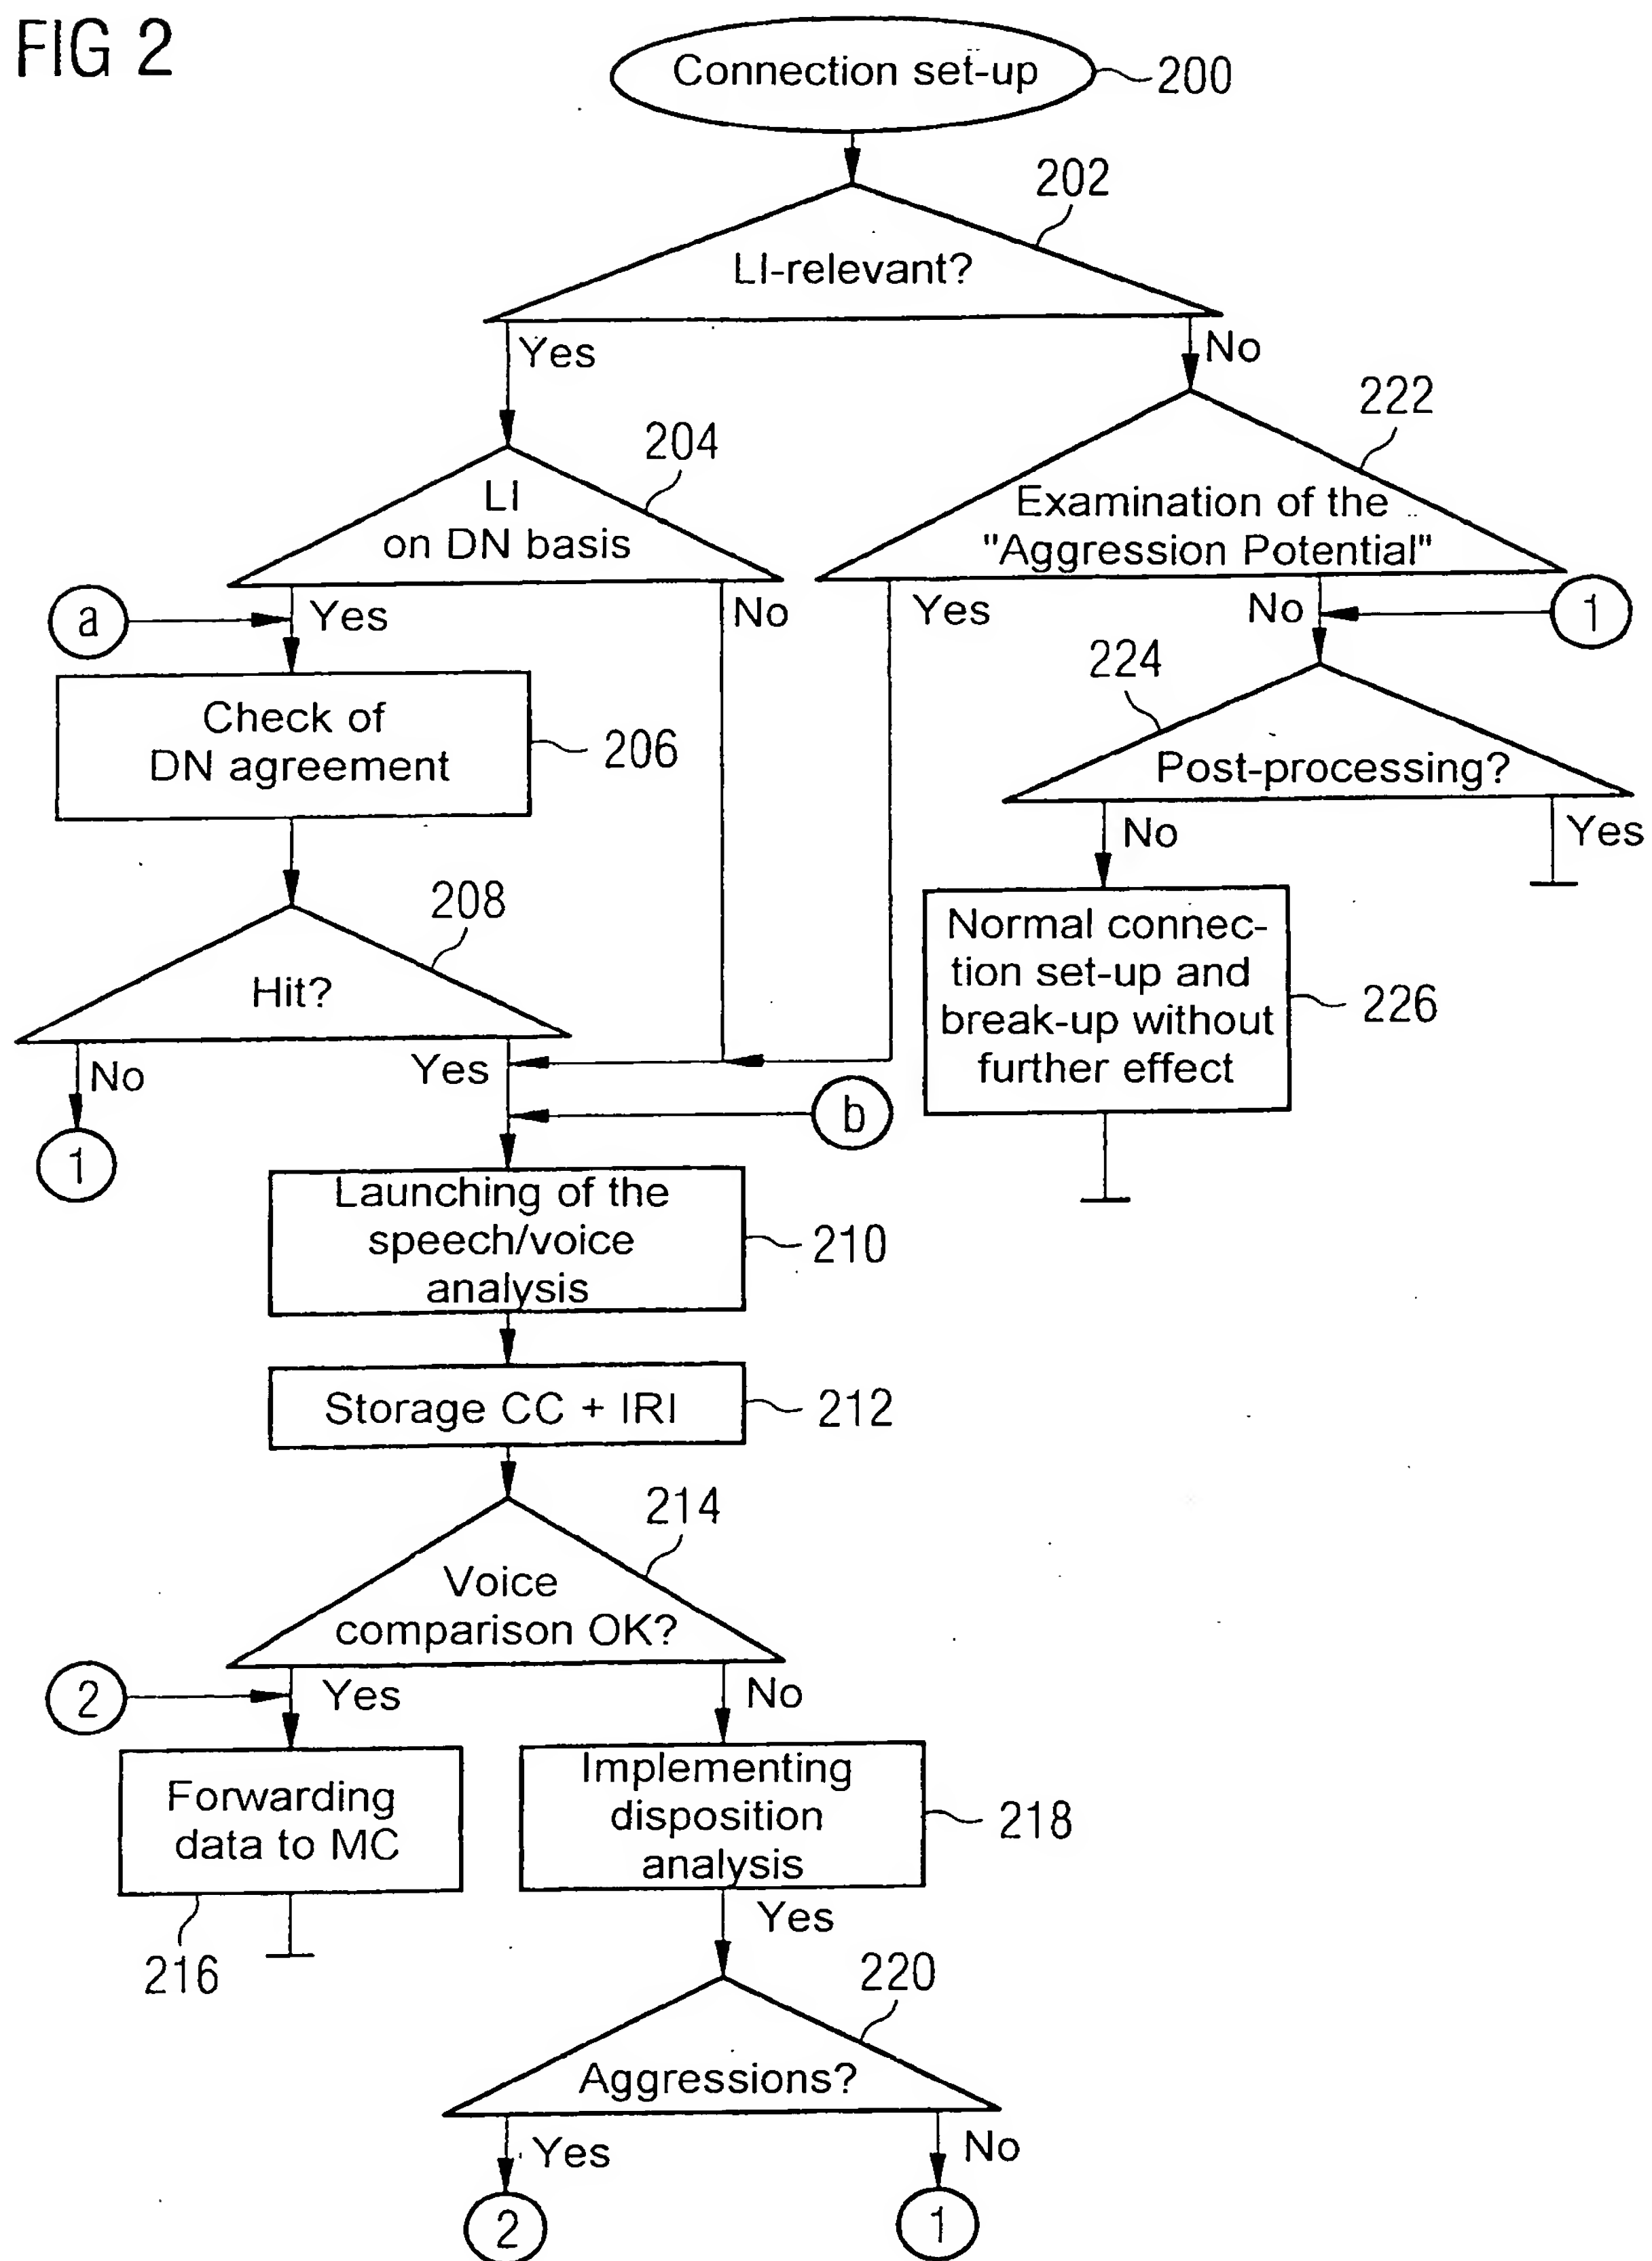 FIG 2
Connection set-up
200
202
LI-relevant?
Yes
No
222
204
LI
on DN basis
Examination of the
"Aggression Potential"
a
Yes
No
Yes
No
1
224
Check of
DN agreement
206
Post-processing?
No
Yes
208
Hit?
Normal connec-
tion set-up and
break-up without
further effect
226
No
Yes
b
1
Launching of the
speech/voice
analysis
210
Storage CC + IRI
212
214
Voice
comparison OK?
2
Yes
No
Forwarding
data to MC
Implementing
disposition
analysis
218
216
Yes
220
Aggressions?
Yes
No
2
1